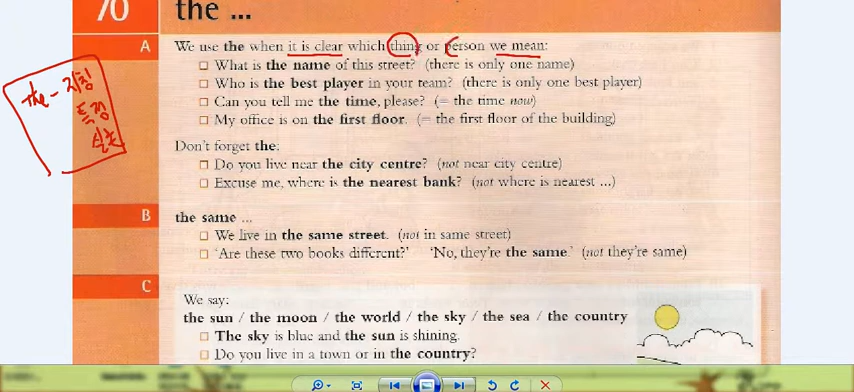 70 the ...
A We use the when it is clear which thing or person we mean:
What is the name of this street? (there is only one name)
Who is the best player in your team? (there is only one best player)
Can you tell me the time, please? (= the time now)
My office is on the first floor. (= the first floor of the building)
the - 지칭
특정
Don't forget the:
Do you live near the city centre? (not near city centre)
Excuse me, where is the nearest bank? (not where is nearest ...)
B the same ...
We live in the same street. (not in same street)
'Are these two books different?' 'No, they're the same.' (not they're same)
C We say:
the sun / the moon / the world / the sky / the sea / the country
The sky is blue and the sun is shining.
Do you live in a town or in the country?